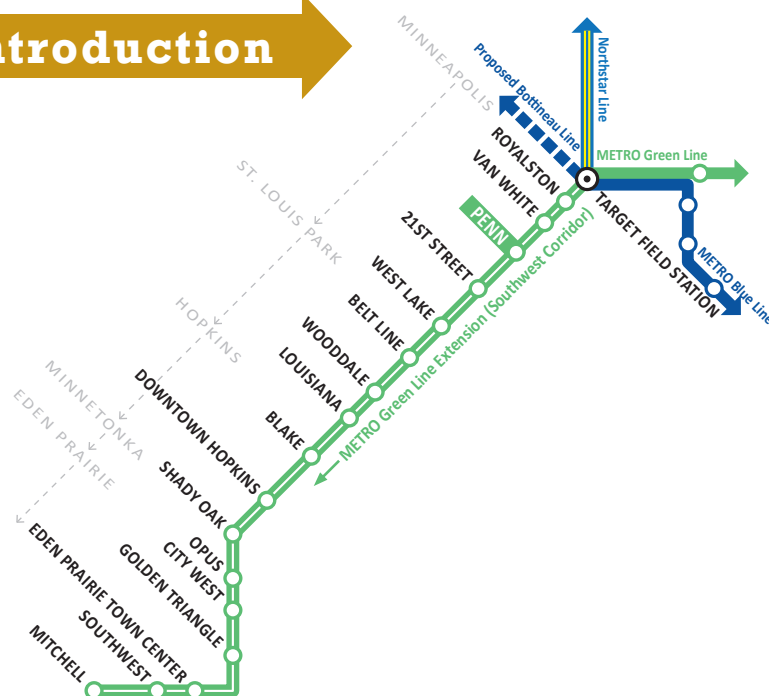 ntroduction
MINNEAPOLIS
ST. LOUIS PARK
HOPKINS
MINNETONKA
EDEN PRAIRIE
Northstar Line
Proposed Bottineau Line
METRO Green Line
METRO Blue Line
TARGET FIELD STATION
ROYALSTON
VAN WHITE
PENN
21ST STREET
WEST LAKE
BELT LINE
WOODDALE
LOUISIANA
BLAKE
METRO Green Line Extension (Southwest Corridor)
DOWNTOWN HOPKINS
SHADY OAK
OPUS
CITY WEST
GOLDEN TRIANGLE
EDEN PRAIRIE TOWN CENTER
SOUTHWEST
MITCHELL